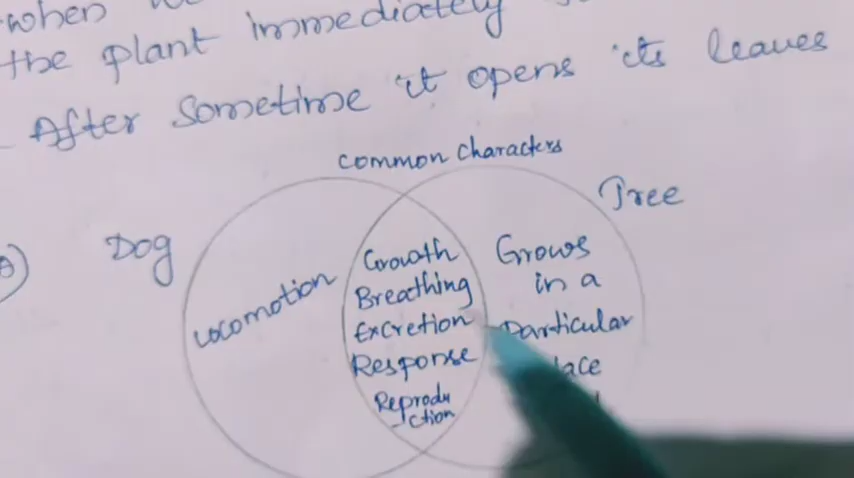 when
the plant immediately
After sometime it opens its leaves
common characters
Dog
Tree
Locomotion
Growth
Breathing
Excretion
Response
Reprodu
-ction
Grows
in a
Particular